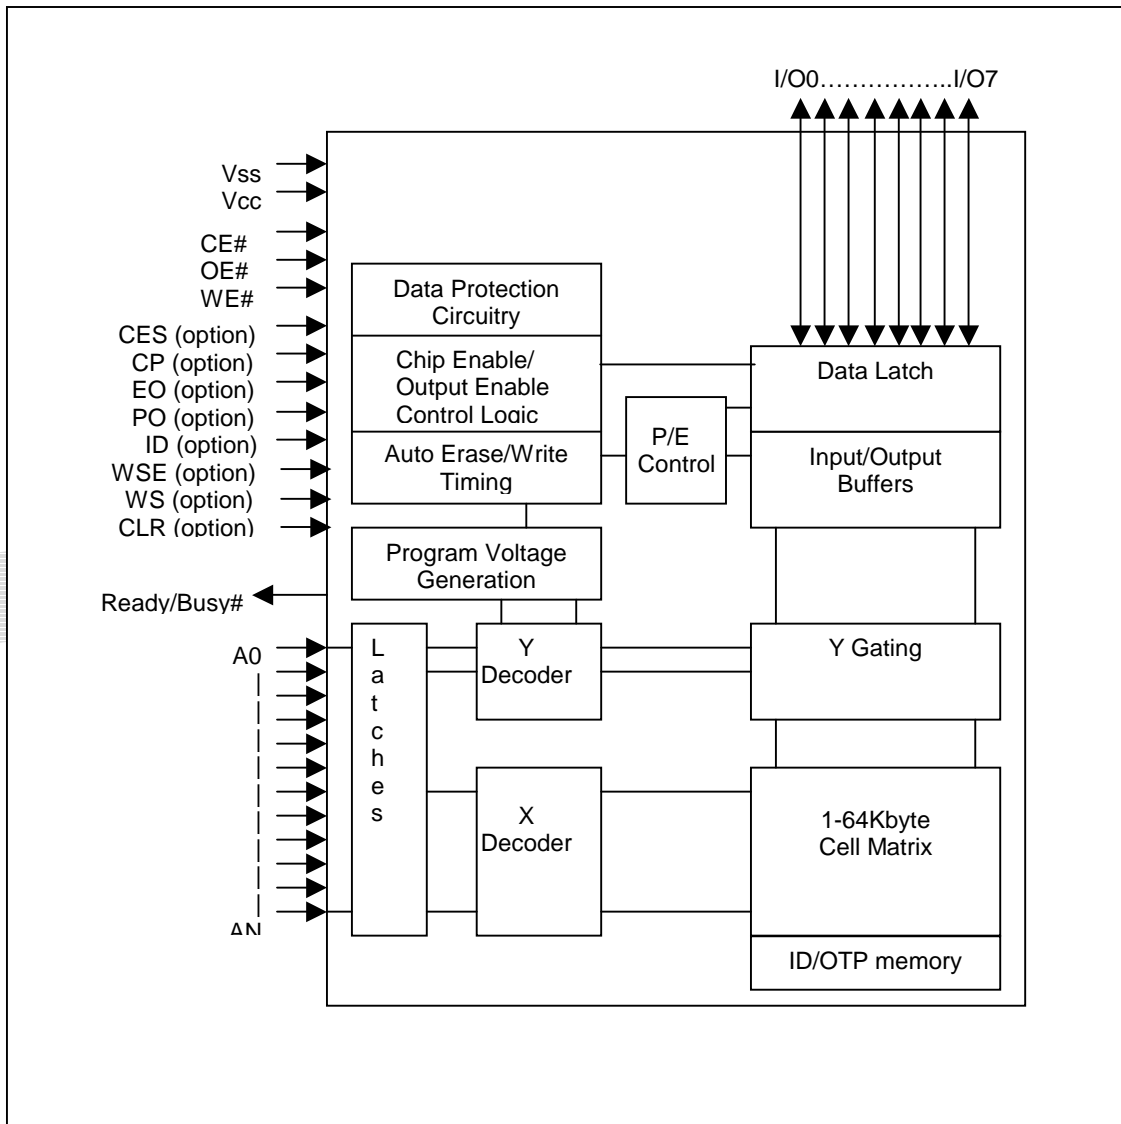 I/O0……………..I/O7
Vss
Vcc
CE#
OE#
WE#
CES (option)
CP (option)
EO (option)
PO (option)
ID (option)
WSE (option)
WS (option)
CLR (option)
Ready/Busy#
A0
AN
Data Protection
Circuitry
Chip Enable/
Output Enable
Control Logic
Auto Erase/Write
Timing
P/E
Control
Data Latch
Input/Output
Buffers
Program Voltage
Generation
Latches
Y
Decoder
Y Gating
X
Decoder
1-64Kbyte
Cell Matrix
ID/OTP memory